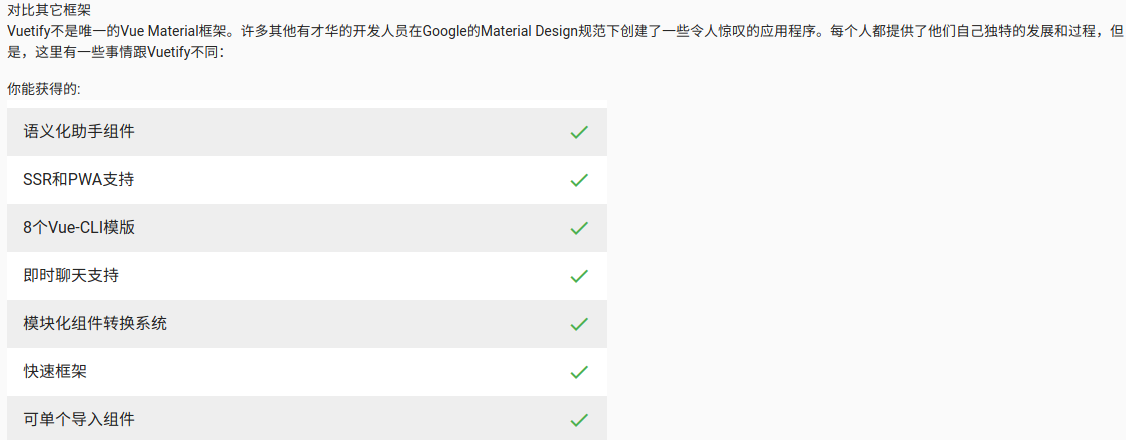 对比其它框架
Vuetify不是唯一的Vue Material框架。许多其他有才华的开发人员在Google的Material Design规范下创建了一些令人惊叹的应用程序。每个人都提供了他们自己独特的发展和过程，但
是，这里有一些事情跟Vuetify不同：
你能获得的:
语义化助手组件
SSR和PWA支持
8个Vue-CLI模版
即时聊天支持
模块化组件转换系统
快速框架
可单个导入组件